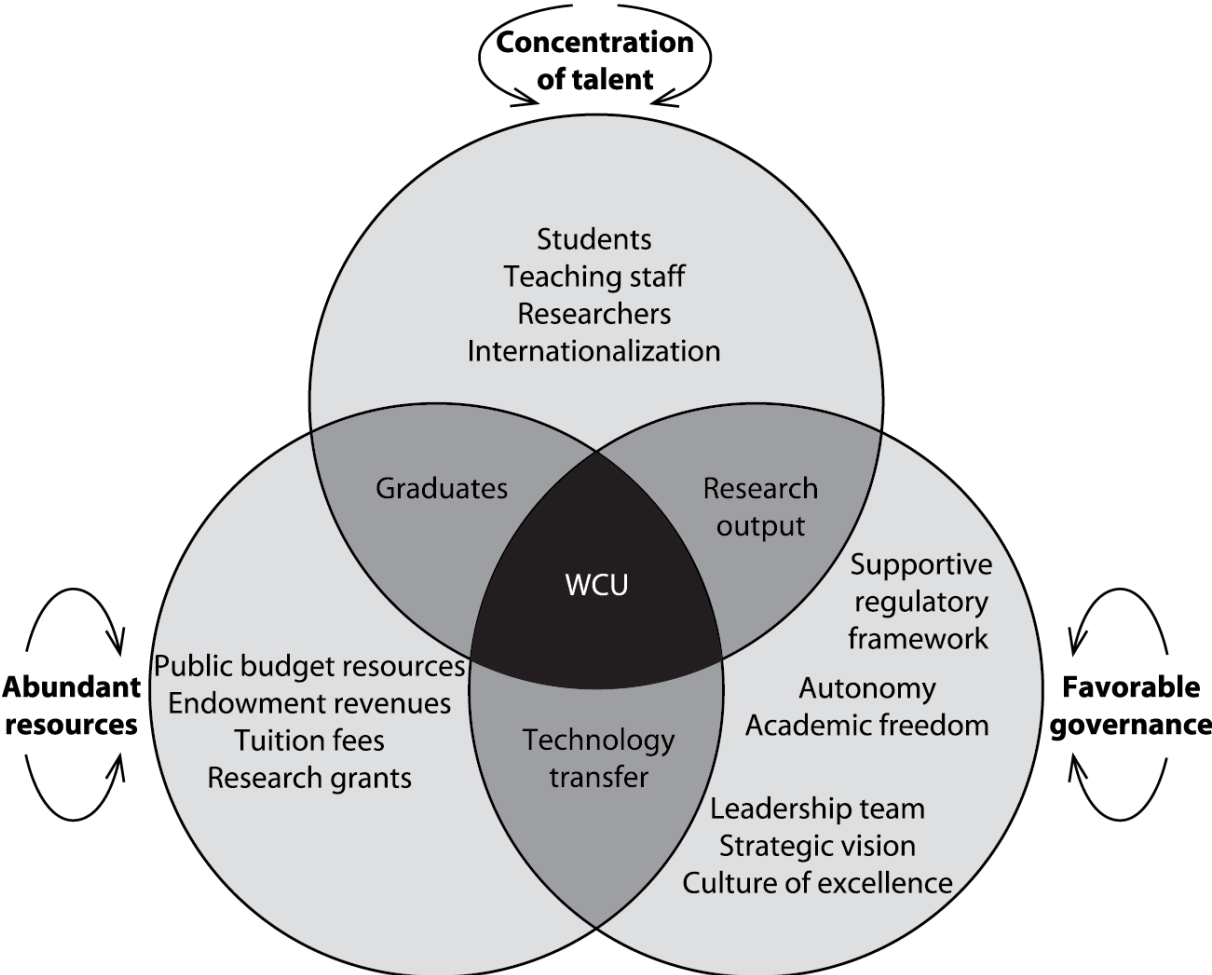 Concentration
of talent
Students
Teaching staff
Researchers
Internationalization
Graduates
Research
output
WCU
Supportive
regulatory
framework
Abundant
resources
Public budget resources
Endowment revenues
Tuition fees
Research grants
Autonomy
Academic freedom
Favorable
governance
Technology
transfer
Leadership team
Strategic vision
Culture of excellence